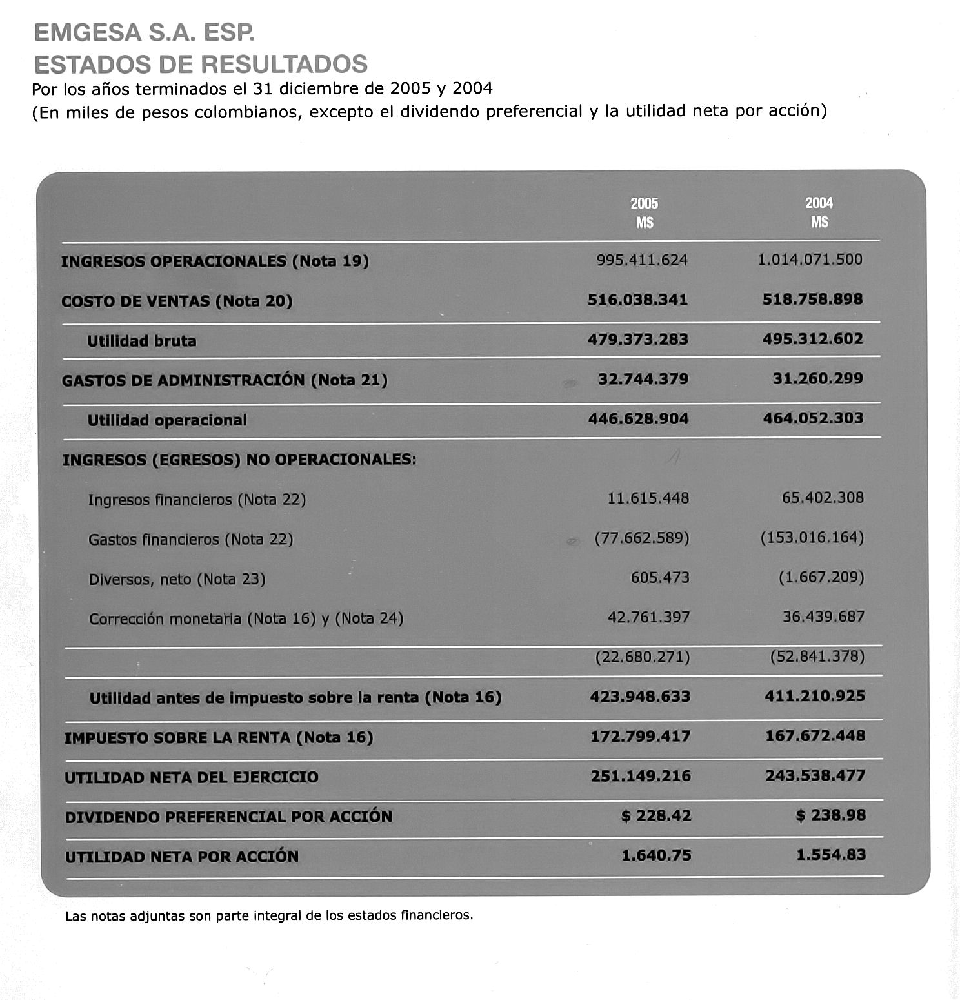 EMGESA S.A. ESP.
ESTADOS DE RESULTADOS
Por los años terminados el 31 diciembre de 2005 y 2004
(En miles de pesos colombianos, excepto el dividendo preferencial y la utilidad neta por acción)
2005 2004
M$ M$
INGRESOS OPERACIONALES (Nota 19) 995.411.624 1.014.071.500
COSTO DE VENTAS (Nota 20) 516.038.341 518.758.898
Utilidad bruta 479.373.283 495.312.602
GASTOS DE ADMINISTRACIÓN (Nota 21) 32.744.379 31.260.299
Utilidad operacional 446.628.904 464.052.303
INGRESOS (EGRESOS) NO OPERACIONALES:
Ingresos financieros (Nota 22) 11.615.448 65.402.308
Gastos financieros (Nota 22) (77.662.589) (153.016.164)
Diversos, neto (Nota 23) 605.473 (1.667.209)
Corrección monetaria (Nota 16) y (Nota 24) 42.761.397 36.439.687
(22.680.271) (52.841.378)
Utilidad antes de impuesto sobre la renta (Nota 16) 423.948.633 411.210.925
IMPUESTO SOBRE LA RENTA (Nota 16) 172.799.417 167.672.448
UTILIDAD NETA DEL EJERCICIO 251.149.216 243.538.477
DIVIDENDO PREFERENCIAL POR ACCIÓN $ 228.42 $ 238.98
UTILIDAD NETA POR ACCIÓN 1.640.75 1.554.83
Las notas adjuntas son parte integral de los estados financieros.